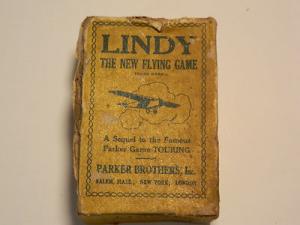 LINDY
THE NEW FLYING GAME
A Sequel to the Famous
Parker Game TOURING
PARKER BROTHERS, Inc.
SALEM, MASS., NEW YORK, LONDON